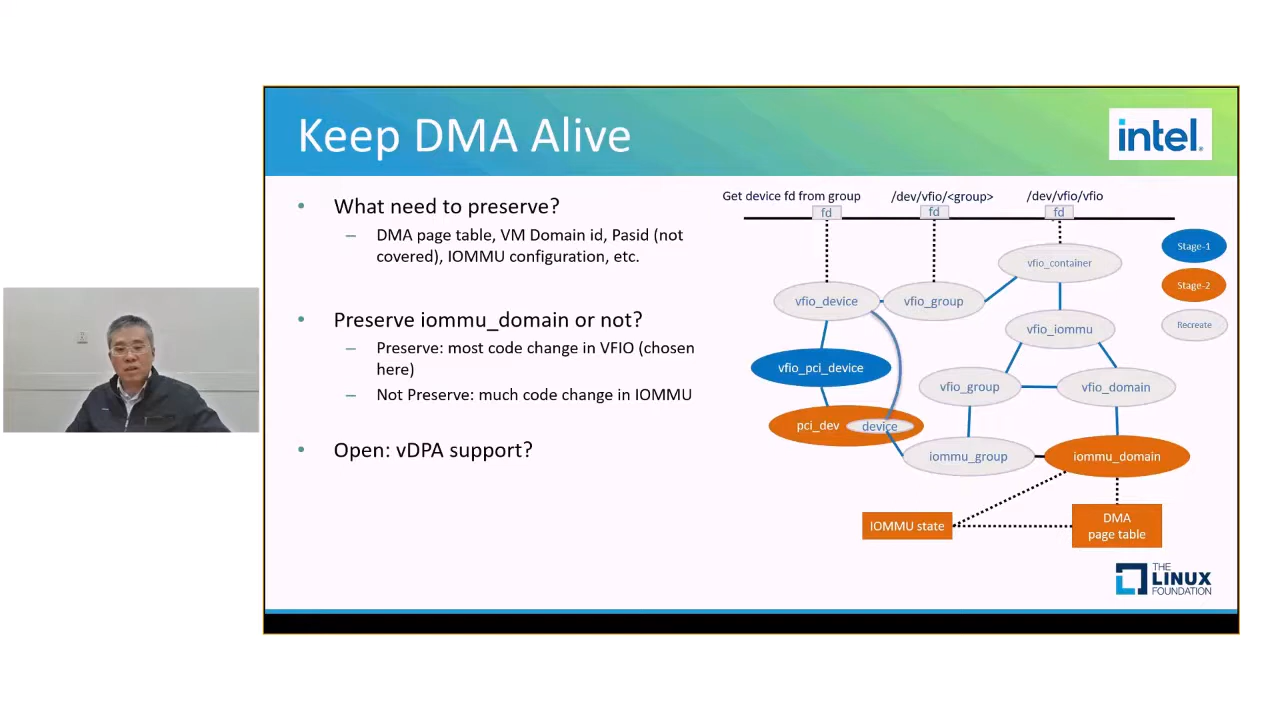 Keep DMA Alive
intel.
• What need to preserve?
– DMA page table, VM Domain id, Pasid (not
covered), IOMMU configuration, etc.
• Preserve iommu_domain or not?
– Preserve: most code change in VFIO (chosen
here)
– Not Preserve: much code change in IOMMU
• Open: vDPA support?
Get device fd from group
/dev/vfio/<group>
/dev/vfio/vfio
fd
fd
fd
Stage-1
Stage-2
Recreate
vfio_container
vfio_device
vfio_group
vfio_iommu
vfio_pci_device
vfio_group
vfio_domain
pci_dev
device
iommu_group
iommu_domain
IOMMU state
DMA
page table
THE
LINUX
FOUNDATION